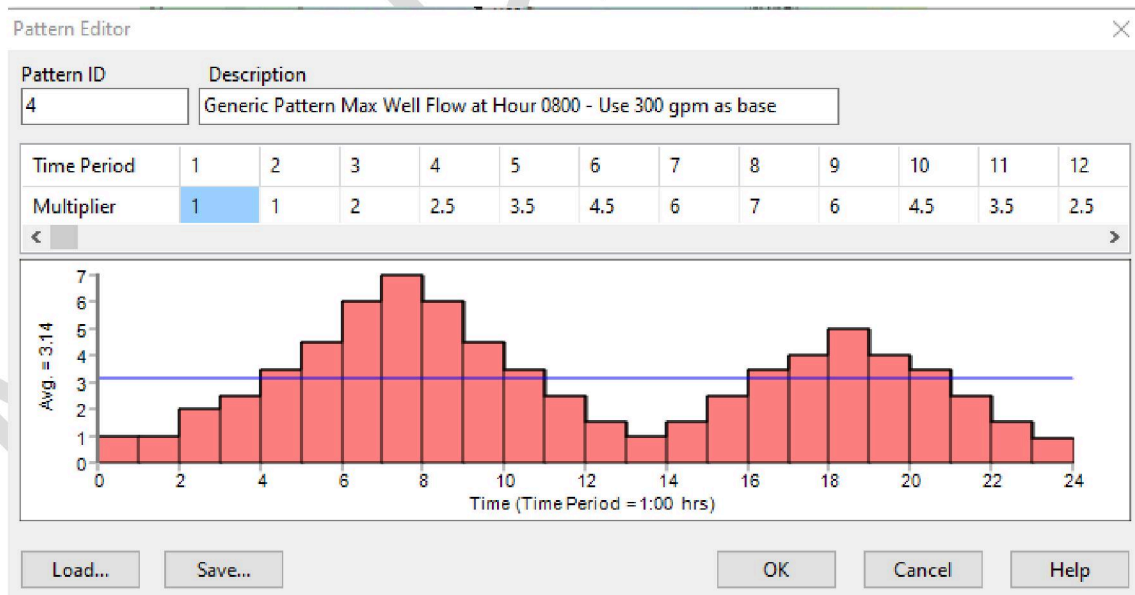 Pattern Editor
Pattern ID Description
4 Generic Pattern Max Well Flow at Hour 0800 - Use 300 gpm as base
Time Period 1 2 3 4 5 6 7 8 9 10 11 12
Multiplier 1 1 2 2.5 3.5 4.5 6 7 6 4.5 3.5 2.5
Avg. = 3.14
7
6
5
4
3
2
1
0
0 2 4 6 8 10 12 14 16 18 20 22 24
Time (Time Period = 1:00 hrs)
Load... Save... OK Cancel Help